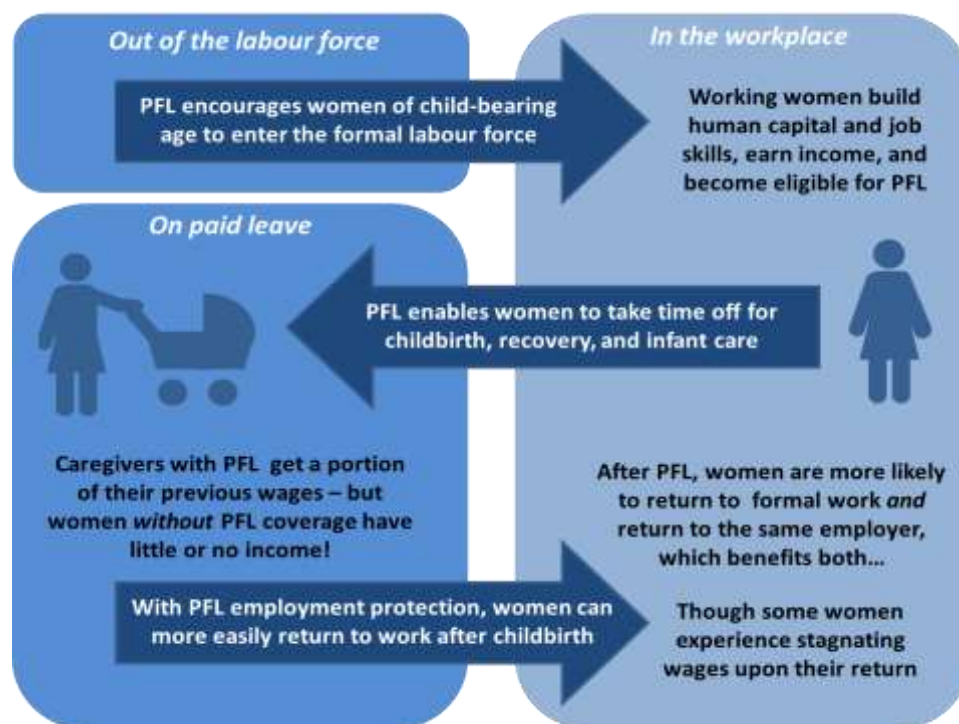 Out of the labour force
In the workplace
PFL encourages women of child-bearing
age to enter the formal labour force
Working women build
human capital and job
skills, earn income, and
become eligible for PFL
On paid leave
PFL enables women to take time off for
childbirth, recovery, and infant care
Caregivers with PFL get a portion
of their previous wages – but
women without PFL coverage have
little or no income!
After PFL, women are more likely
to return to formal work and
return to the same employer,
which benefits both...
With PFL employment protection, women can
more easily return to work after childbirth
Though some women
experience stagnating
wages upon their return